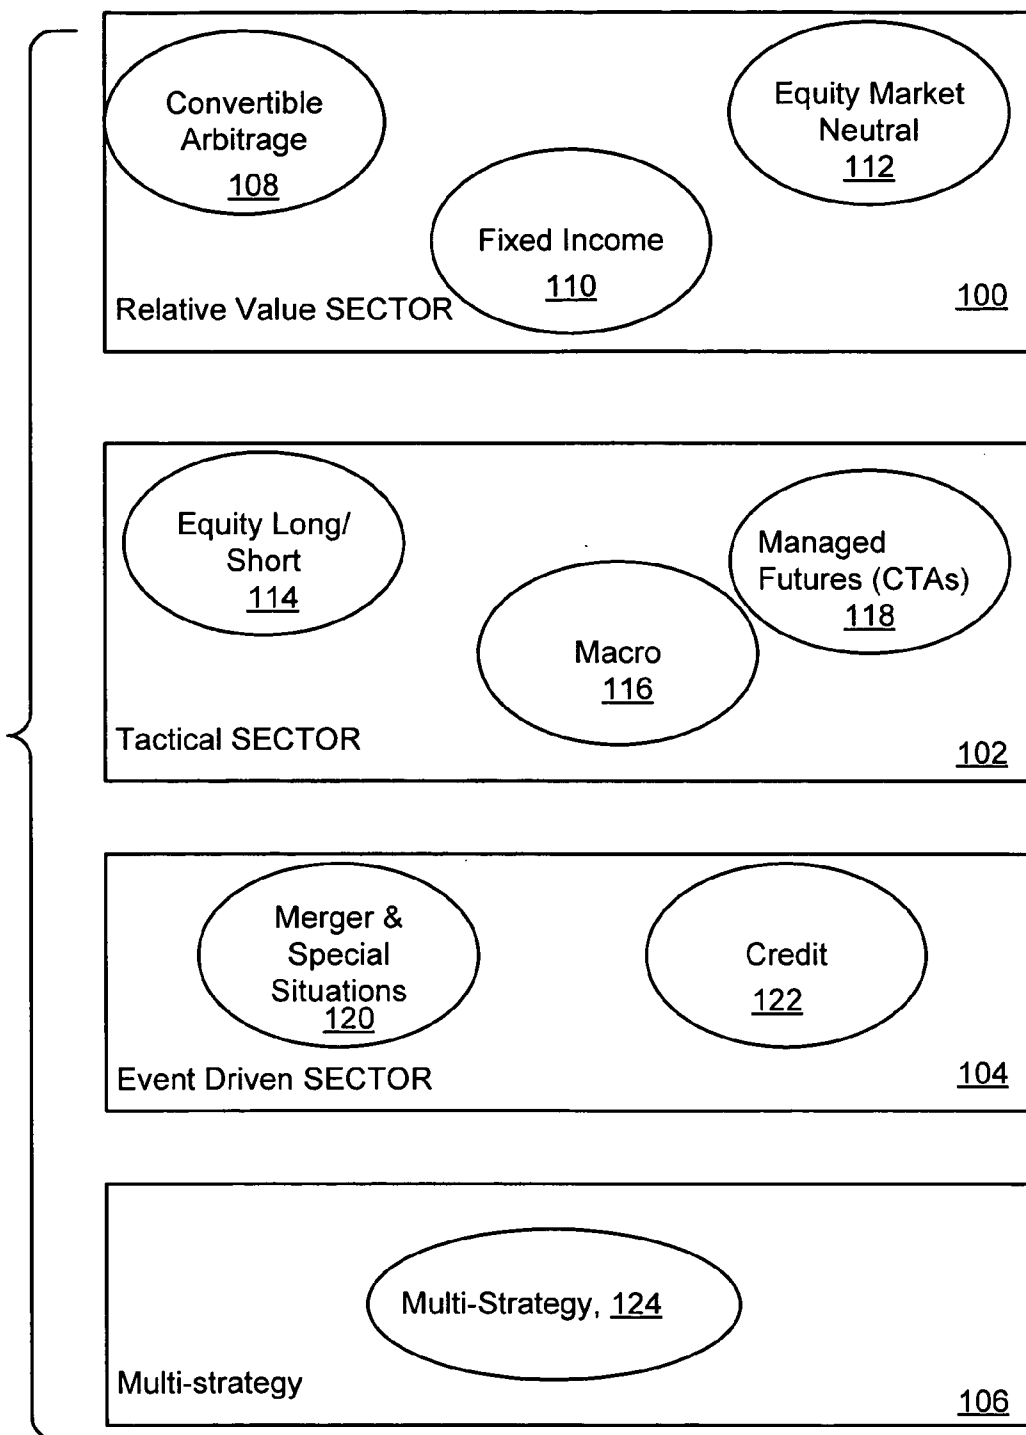 Convertible
Arbitrage
108
Equity Market
Neutral
112
Fixed Income
110
Relative Value SECTOR
100
Equity Long/
Short
114
Managed
Futures (CTAs)
118
Macro
116
Tactical SECTOR
102
Merger &
Special
Situations
120
Credit
122
Event Driven SECTOR
104
Multi-Strategy, 124
Multi-strategy
106